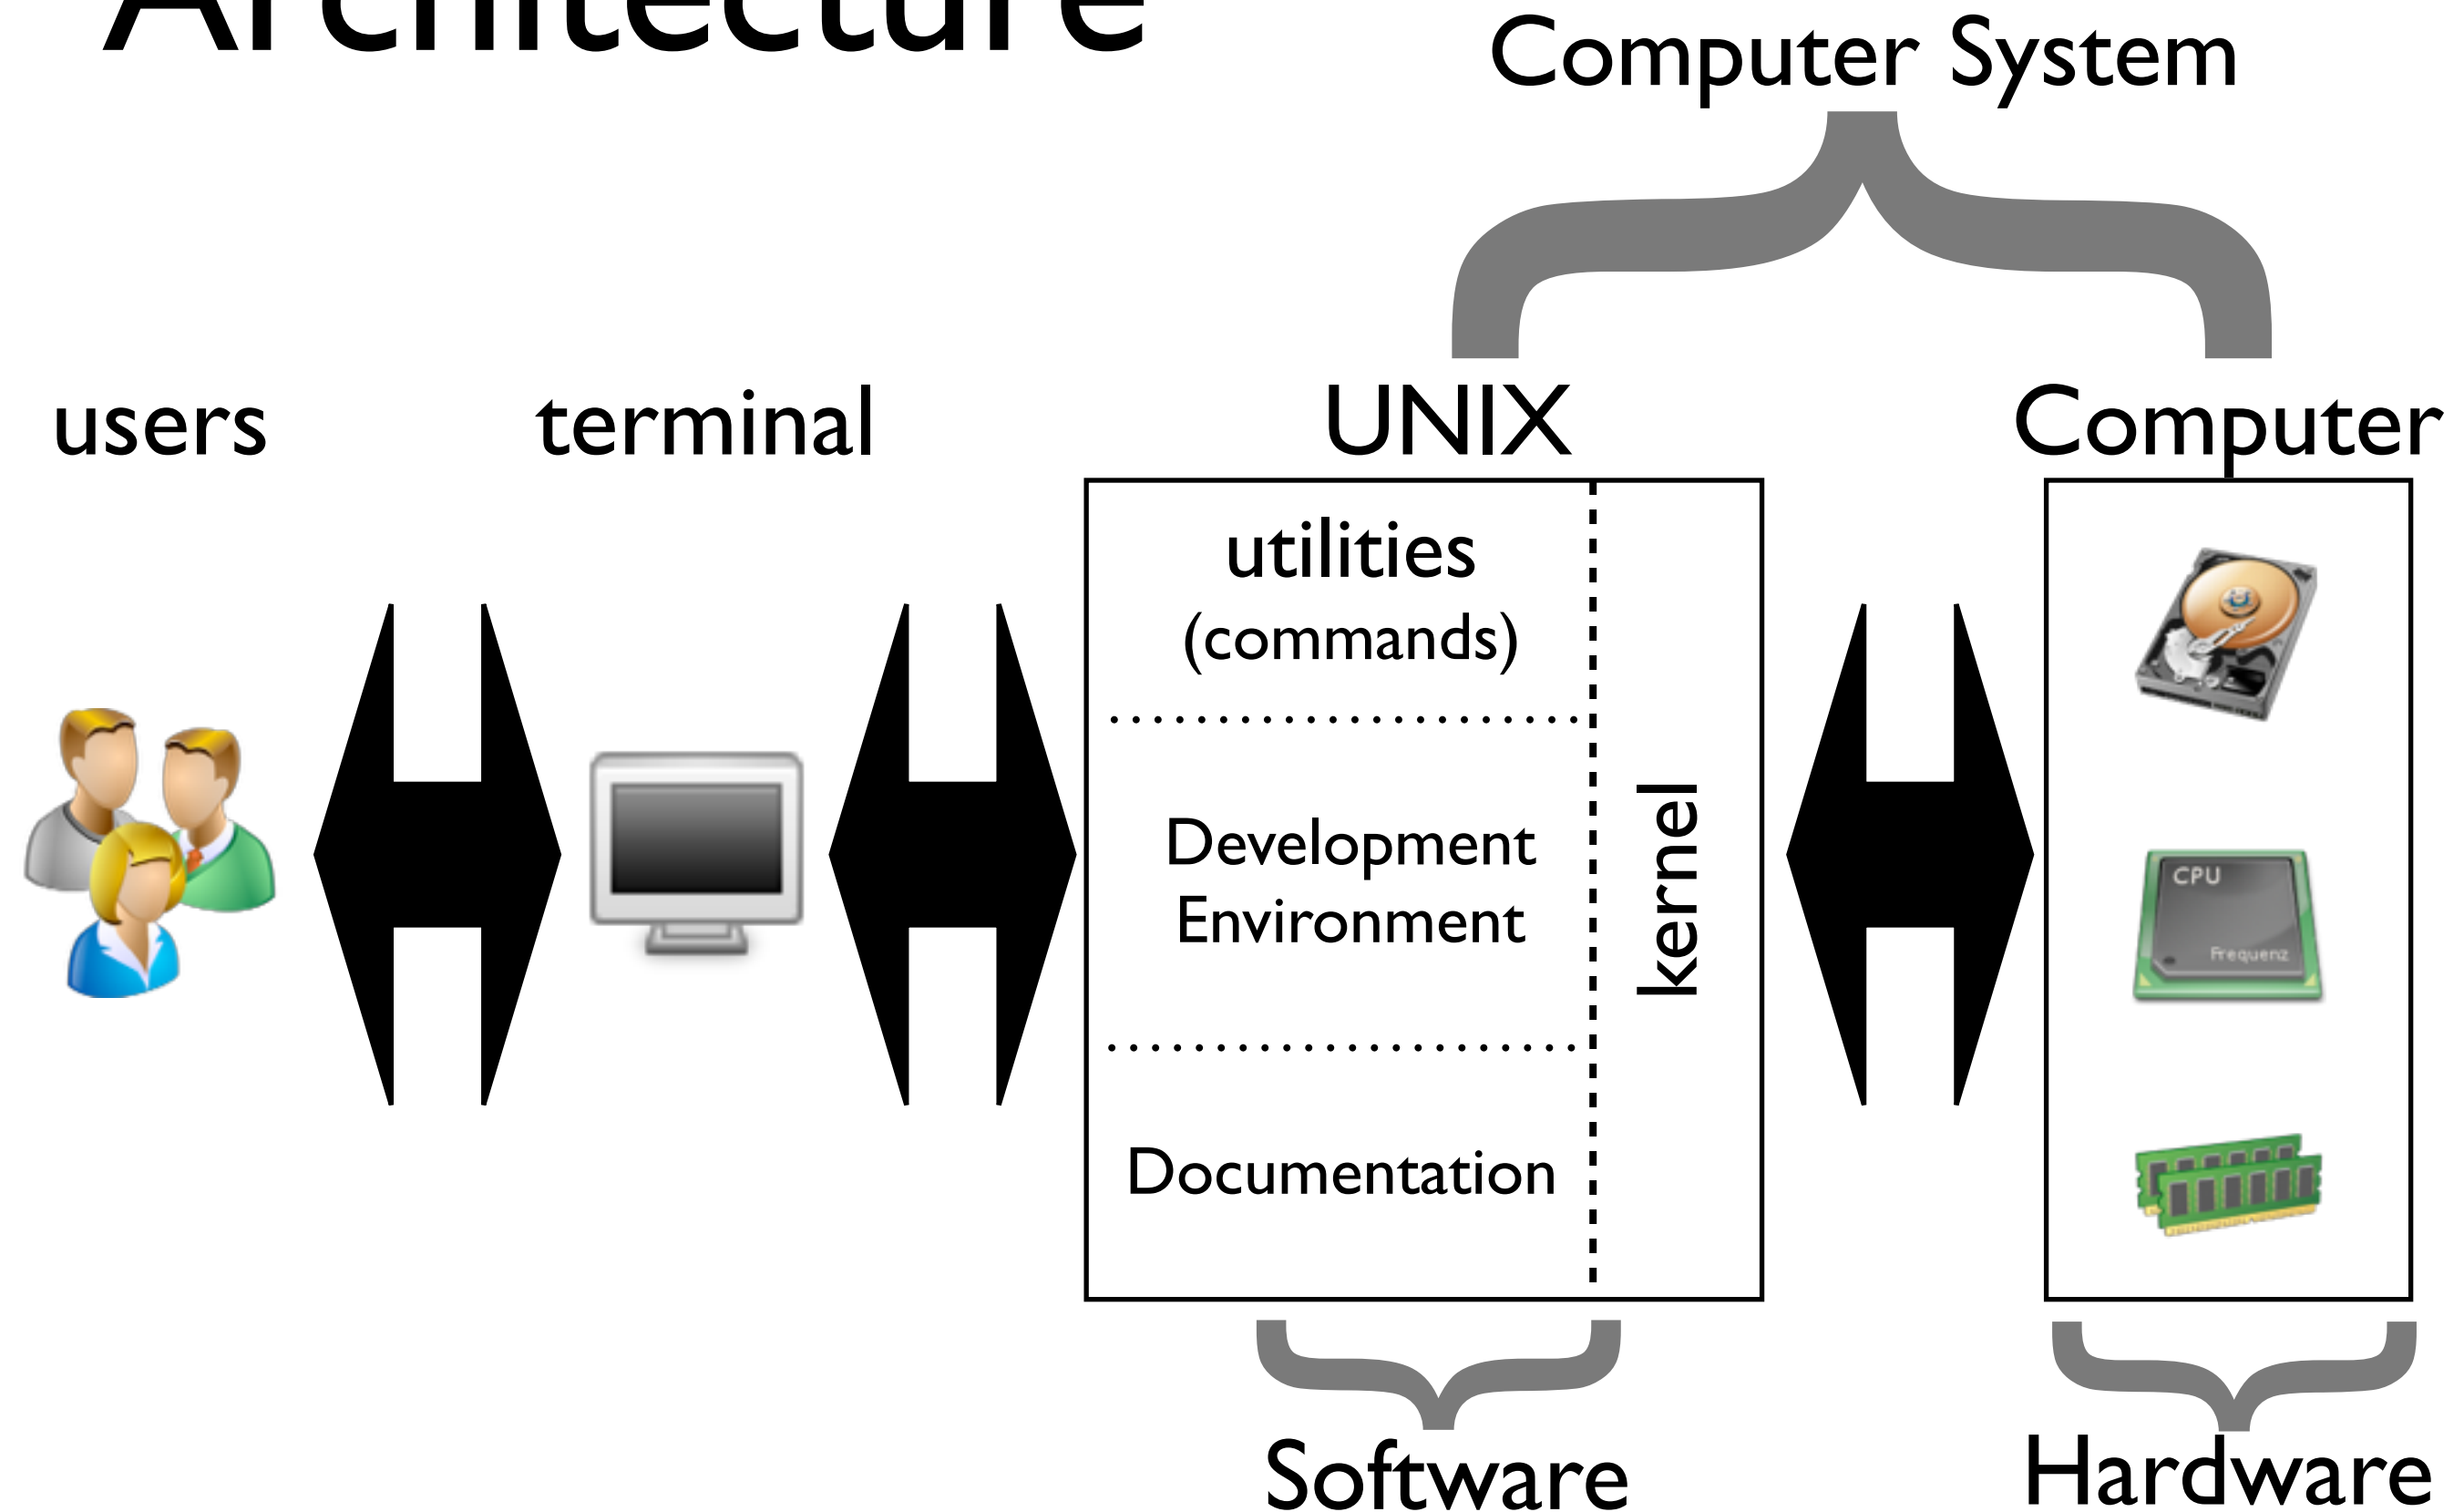 Architecture
Computer System
users
terminal
UNIX
Computer
utilities
(commands)
Development
Environment
Documentation
kernel
CPU
Frequenz
Software
Hardware